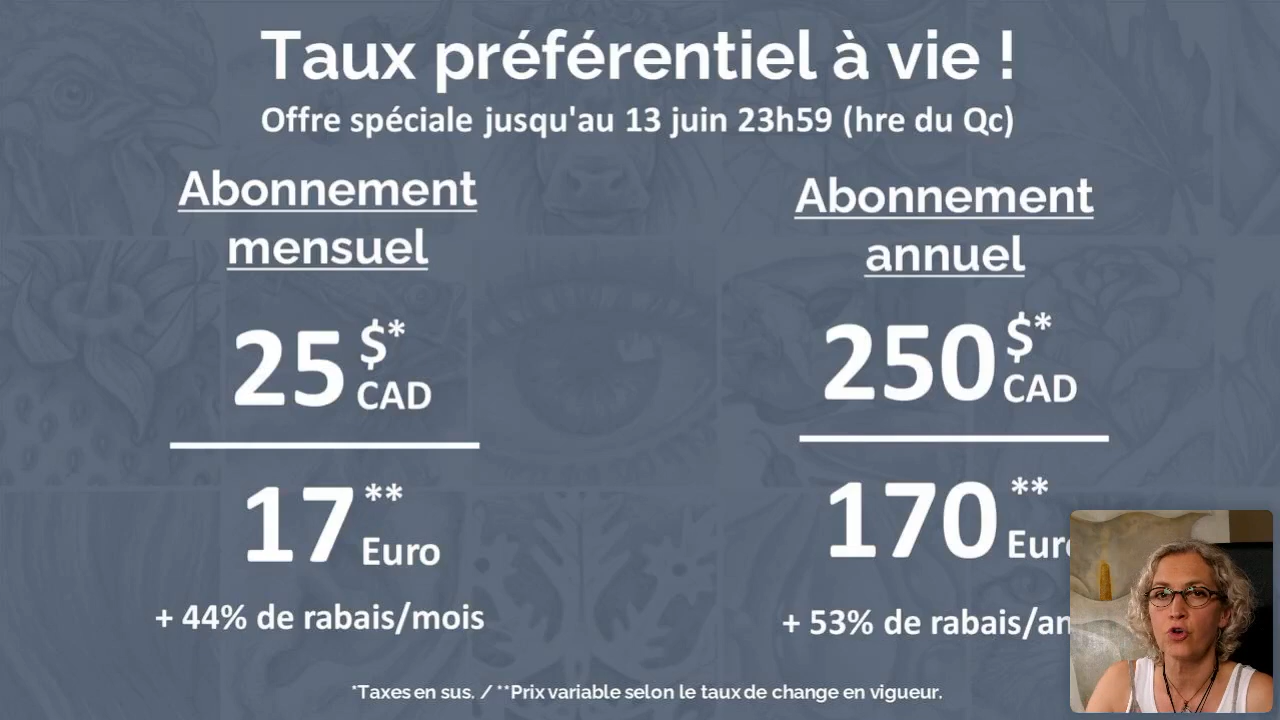 Taux préférentiel à vie !
Offre spéciale jusqu'au 13 juin 23h59 (hre du Qc)
Abonnement
mensuel
25 $*
CAD
17 **
Euro
+ 44% de rabais/mois
Abonnement
annuel
250 $*
CAD
170 **
+ 53% de rabais/an
*Taxes en sus. / **Prix variable selon le taux de change en vigueur.